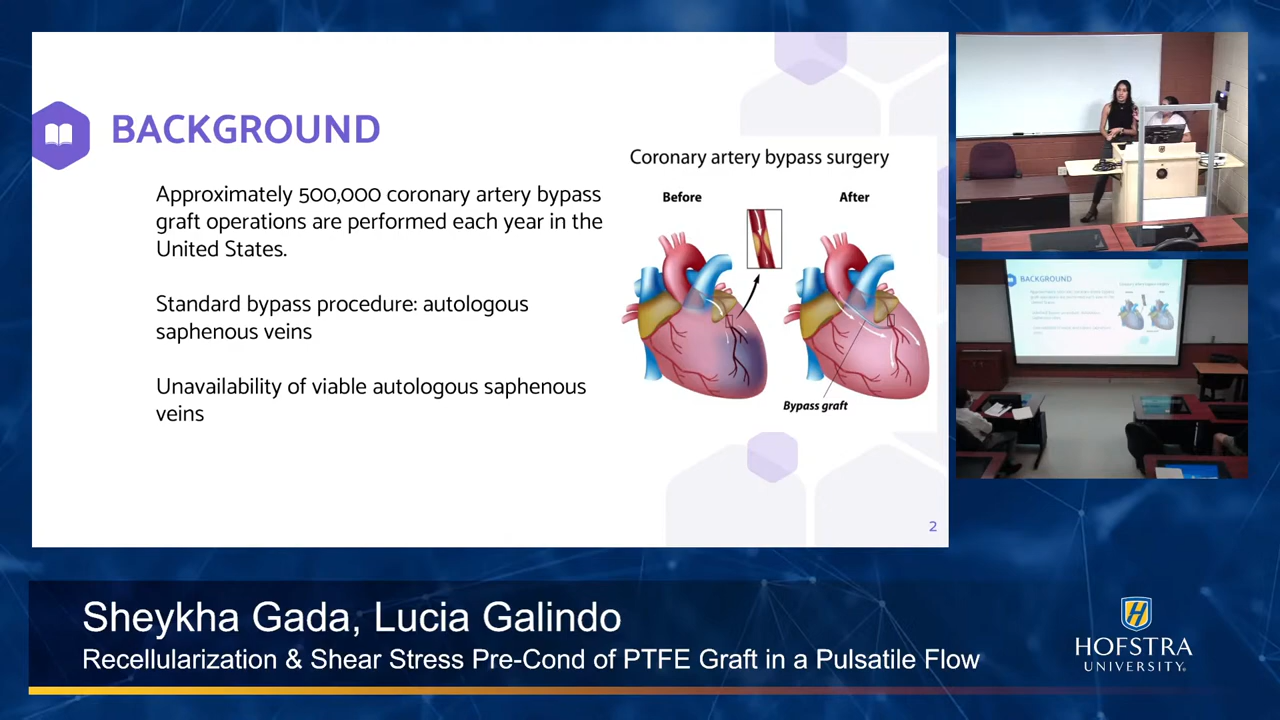 BACKGROUND
Approximately 500,000 coronary artery bypass
graft operations are performed each year in the
United States.
Standard bypass procedure: autologous
saphenous veins
Unavailability of viable autologous saphenous
veins
Coronary artery bypass surgery
Before
After
Bypass graft
2
BACKGROUND
Sheykha Gada, Lucia Galindo
Recellularization & Shear Stress Pre-Cond of PTFE Graft in a Pulsatile Flow
H
HOFSTRA
UNIVERSITY®